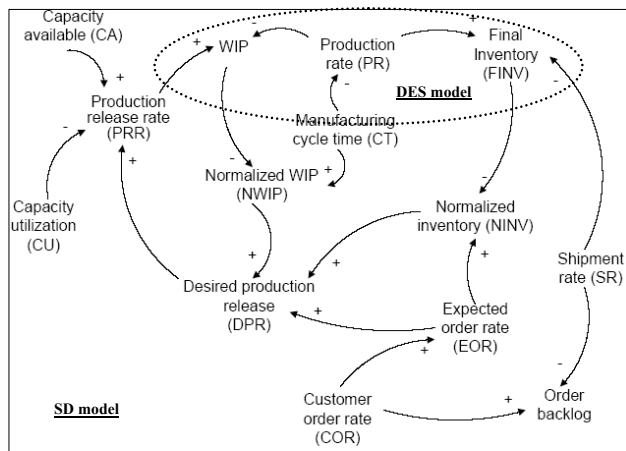 Capacity
available (CA)
+
-
+
WIP
Production
rate (PR)
Final
Inventory
(FINV)
DES model
+
-
-
Production
release rate
(PRR)
-
+
Manufacturing
cycle time (CT)
-
+
Normalized WIP
(NWIP)
-
Capacity
utilization (CU)
Normalized
inventory (NINV)
+
+
+
Shipment
rate (SR)
Desired production
release
(DPR)
+
Expected
order rate
(EOR)
+
-
SD model
Customer
order rate
(COR)
+
Order
backlog